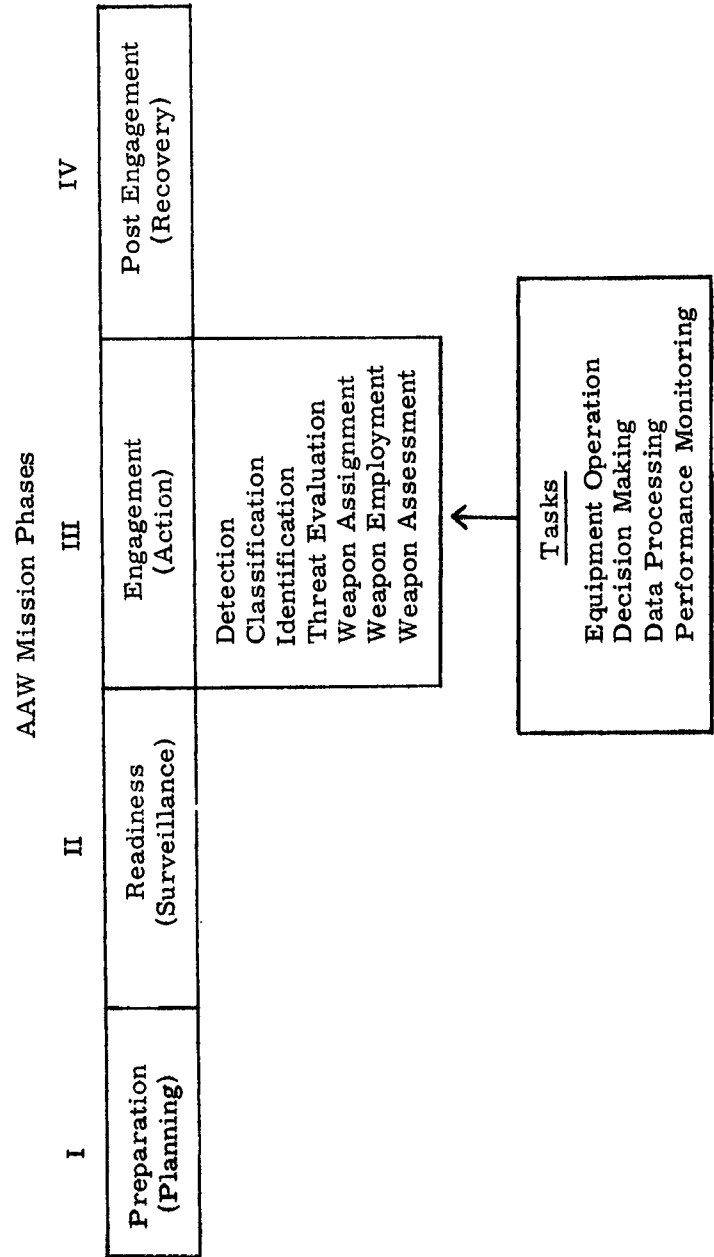 AAW Mission Phases
I
II
III
IV
Preparation
(Planning)
Readiness
(Surveillance)
Engagement
(Action)
Post Engagement
(Recovery)
Detection
Classification
Identification
Threat Evaluation
Weapon Assignment
Weapon Employment
Weapon Assessment
Tasks
Equipment Operation
Decision Making
Data Processing
Performance Monitoring